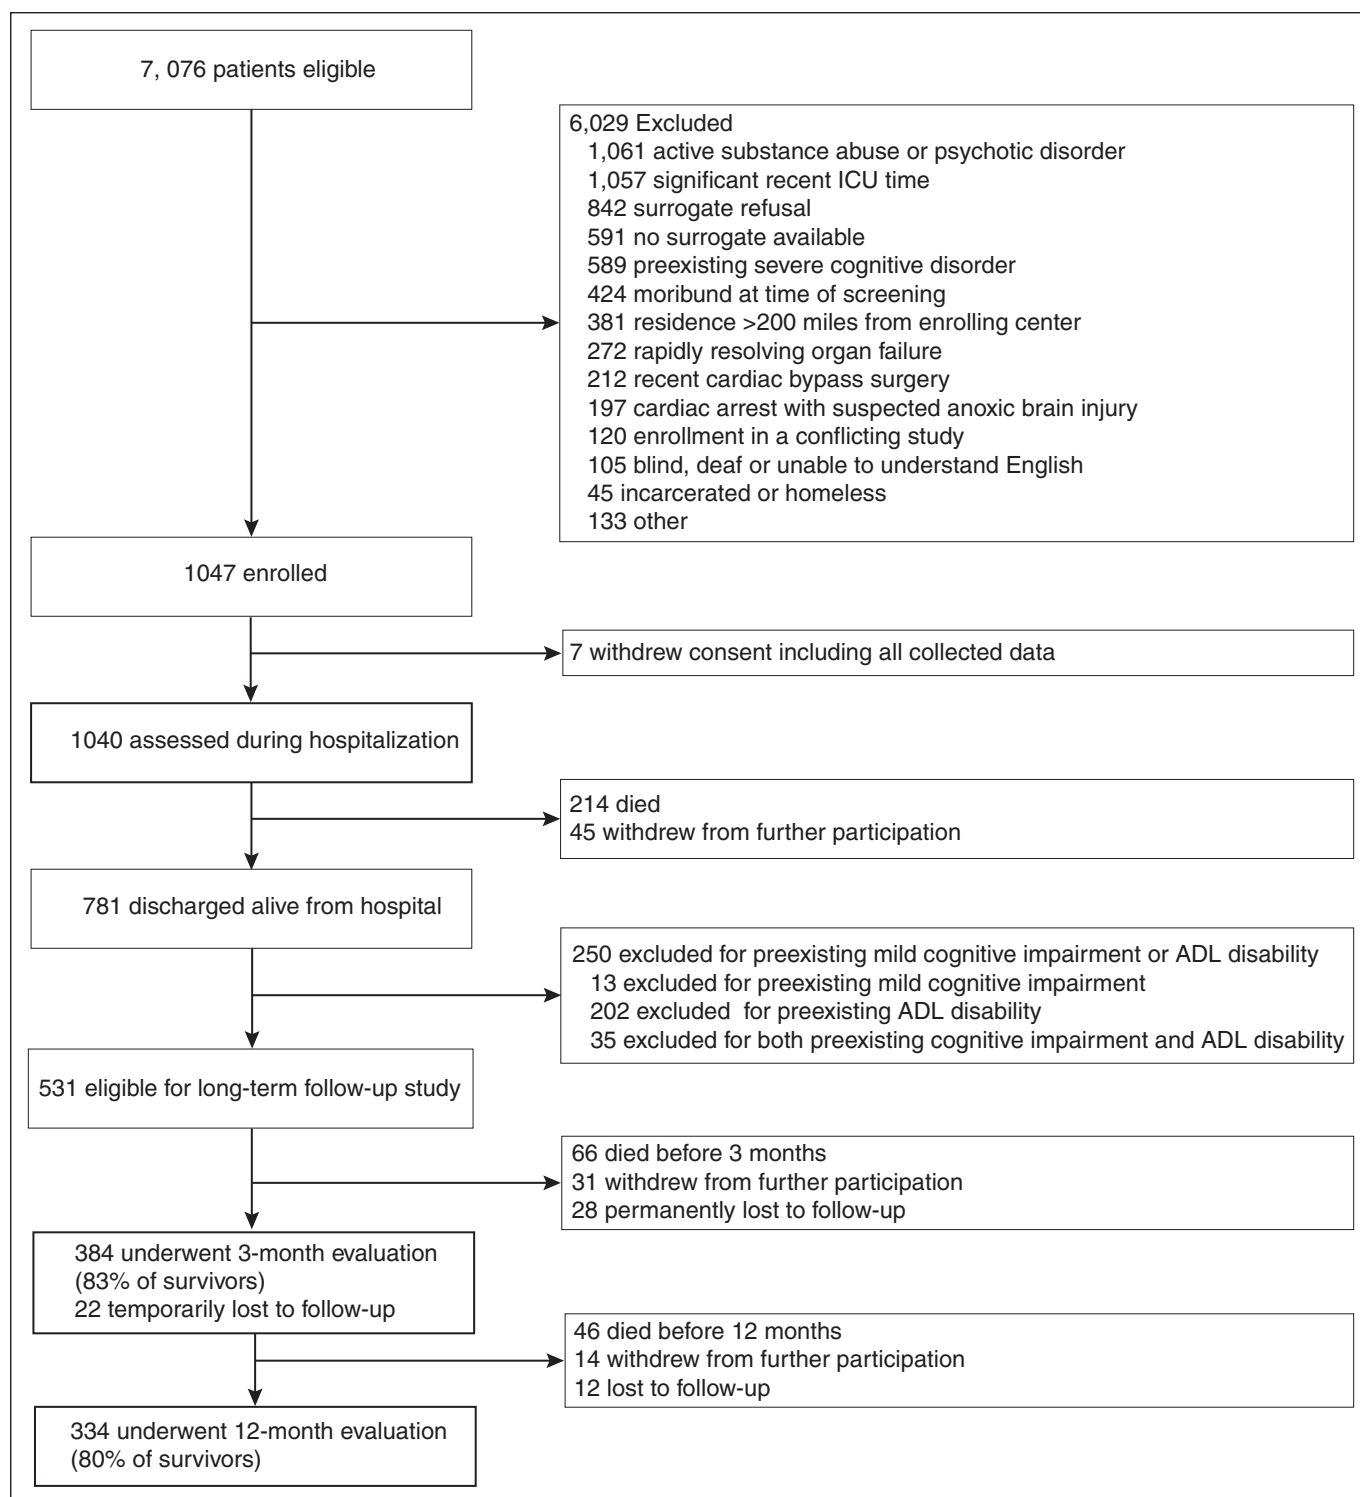 7, 076 patients eligible
6,029 Excluded
1,061 active substance abuse or psychotic disorder
1,057 significant recent ICU time
842 surrogate refusal
591 no surrogate available
589 preexisting severe cognitive disorder
424 moribund at time of screening
381 residence >200 miles from enrolling center
272 rapidly resolving organ failure
212 recent cardiac bypass surgery
197 cardiac arrest with suspected anoxic brain injury
120 enrollment in a conflicting study
105 blind, deaf or unable to understand English
45 incarcerated or homeless
133 other
1047 enrolled
7 withdrew consent including all collected data
1040 assessed during hospitalization
214 died
45 withdrew from further participation
781 discharged alive from hospital
250 excluded for preexisting mild cognitive impairment or ADL disability
13 excluded for preexisting mild cognitive impairment
202 excluded  for preexisting ADL disability
35 excluded for both preexisting cognitive impairment and ADL disability
531 eligible for long-term follow-up study
66 died before 3 months
31 withdrew from further participation
28 permanently lost to follow-up
384 underwent 3-month evaluation
(83% of survivors)
22 temporarily lost to follow-up
46 died before 12 months
14 withdrew from further participation
12 lost to follow-up
334 underwent 12-month evaluation
(80% of survivors)